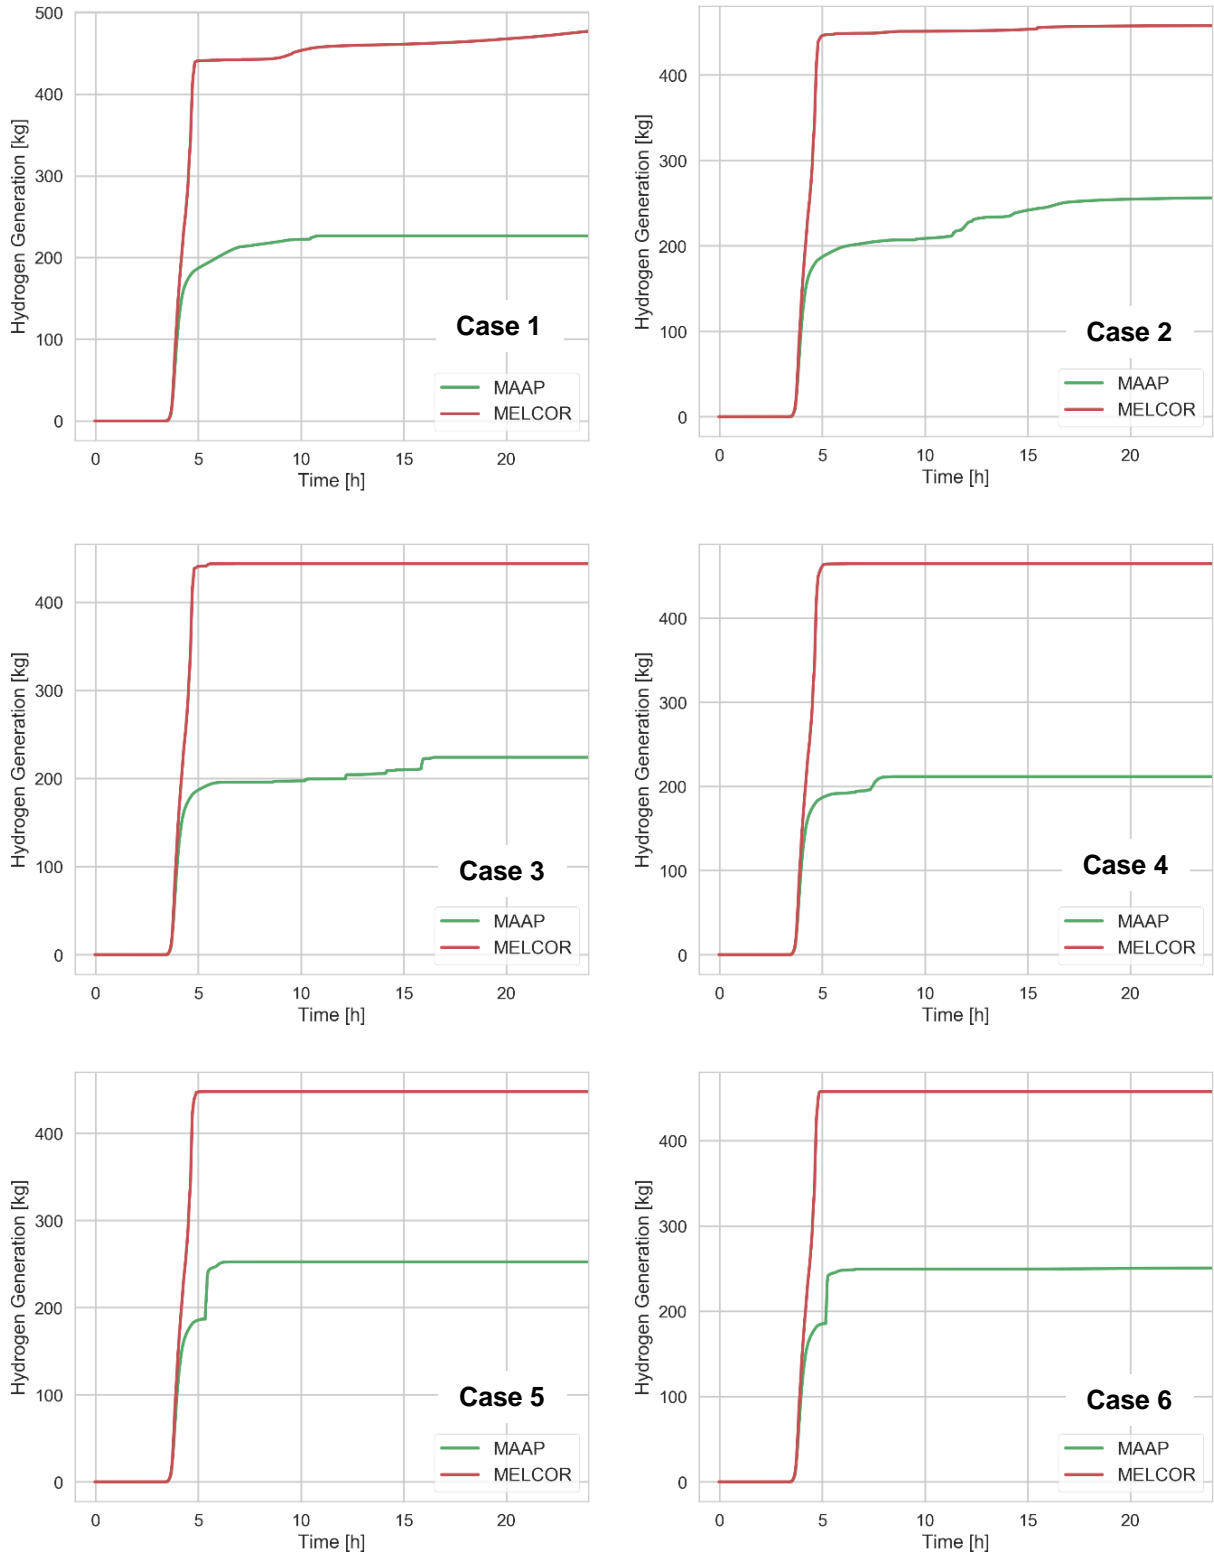 500
400
300
200
100
0
Hydrogen Generation [kg]
Case 1
MAAP
MELCOR
0 5 10 15 20
Time [h]
400
300
200
100
0
Hydrogen Generation [kg]
Case 2
MAAP
MELCOR
0 5 10 15 20
Time [h]
400
300
200
100
0
Hydrogen Generation [kg]
Case 3
MAAP
MELCOR
0 5 10 15 20
Time [h]
400
300
200
100
0
Hydrogen Generation [kg]
Case 4
MAAP
MELCOR
0 5 10 15 20
Time [h]
400
300
200
100
0
Hydrogen Generation [kg]
Case 5
MAAP
MELCOR
0 5 10 15 20
Time [h]
400
300
200
100
0
Hydrogen Generation [kg]
Case 6
MAAP
MELCOR
0 5 10 15 20
Time [h]